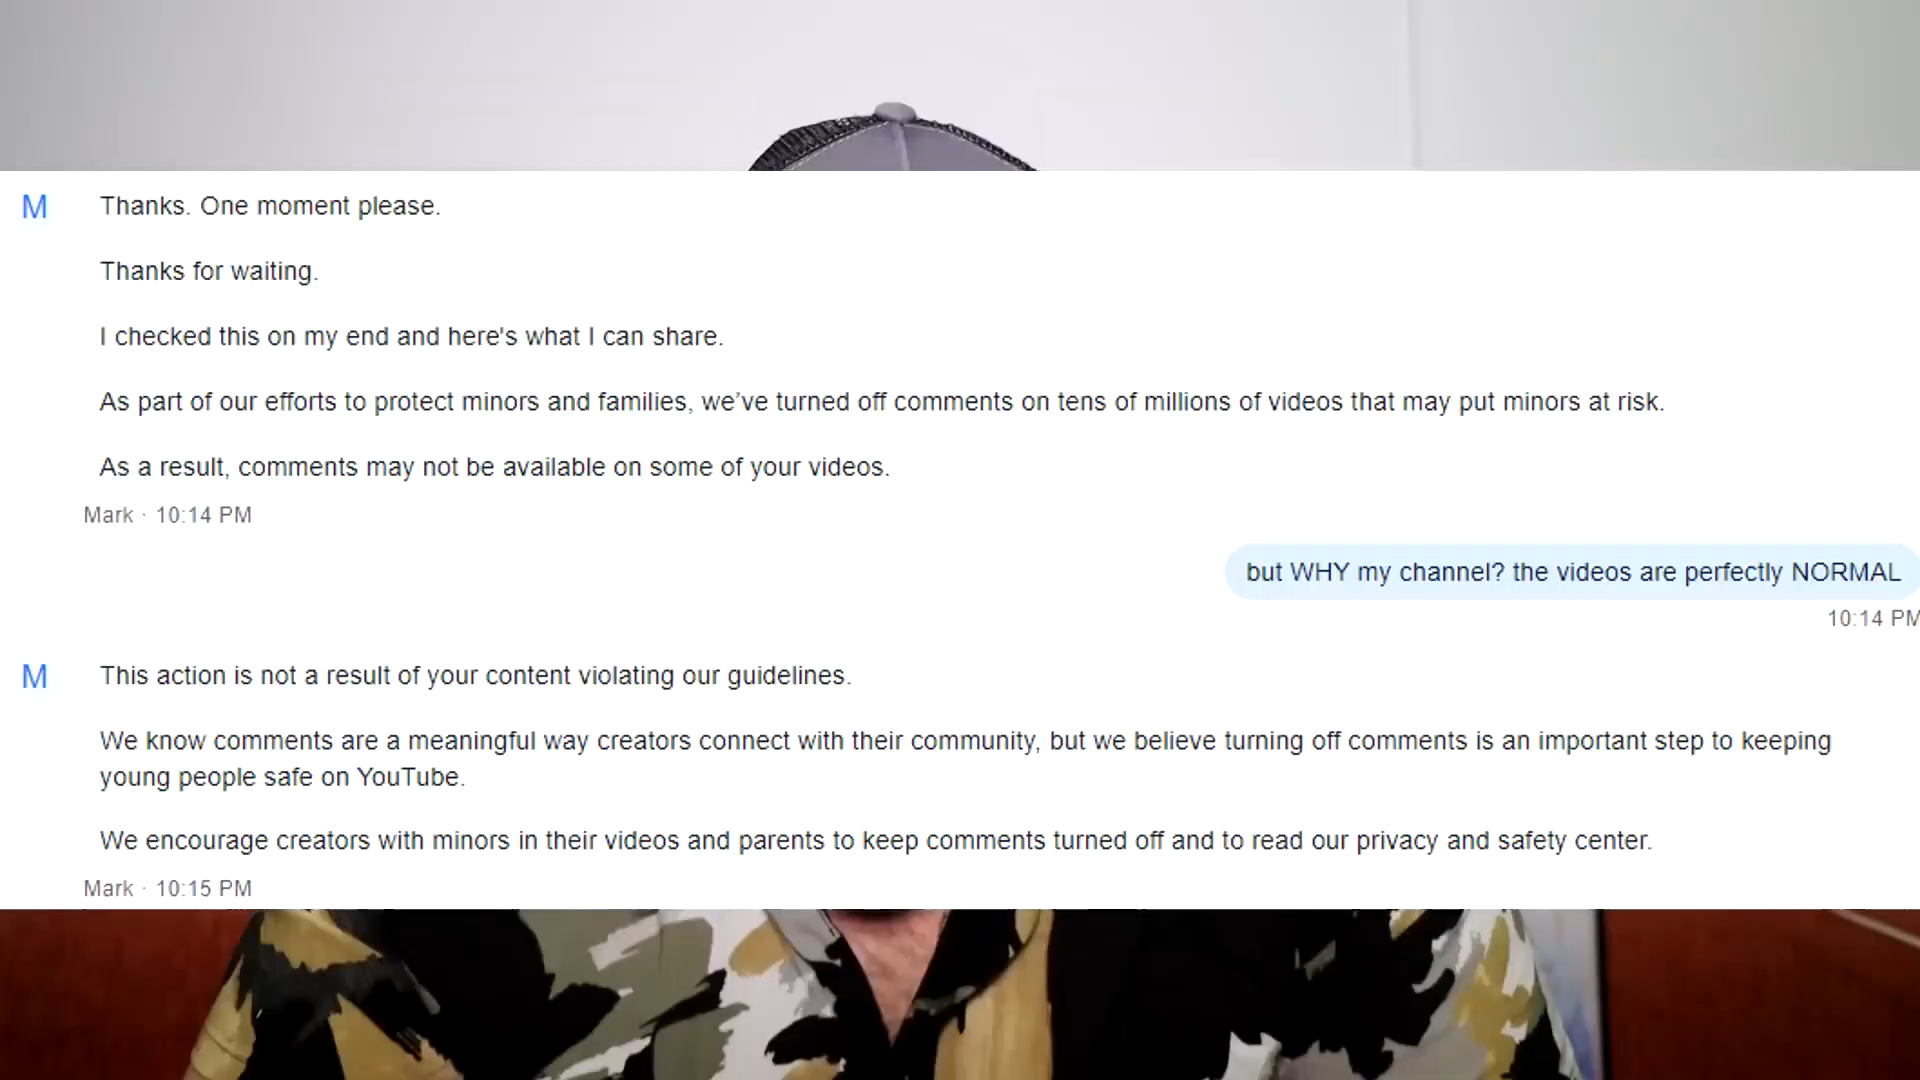 M
Thanks. One moment please.
Thanks for waiting.
I checked this on my end and here's what I can share.
As part of our efforts to protect minors and families, we’ve turned off comments on tens of millions of videos that may put minors at risk.
As a result, comments may not be available on some of your videos.
Mark · 10:14 PM
but WHY my channel? the videos are perfectly NORMAL
10:14 PM
M
This action is not a result of your content violating our guidelines.
We know comments are a meaningful way creators connect with their community, but we believe turning off comments is an important step to keeping
young people safe on YouTube.
We encourage creators with minors in their videos and parents to keep comments turned off and to read our privacy and safety center.
Mark · 10:15 PM